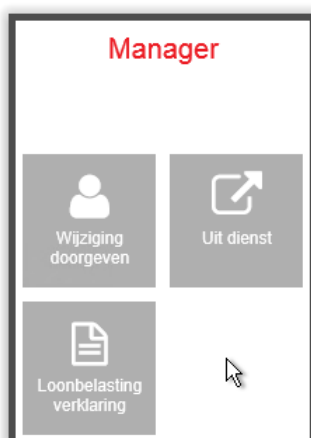 Manager
Wijziging
doorgeven
Uit dienst
Loonbelasting
verklaring